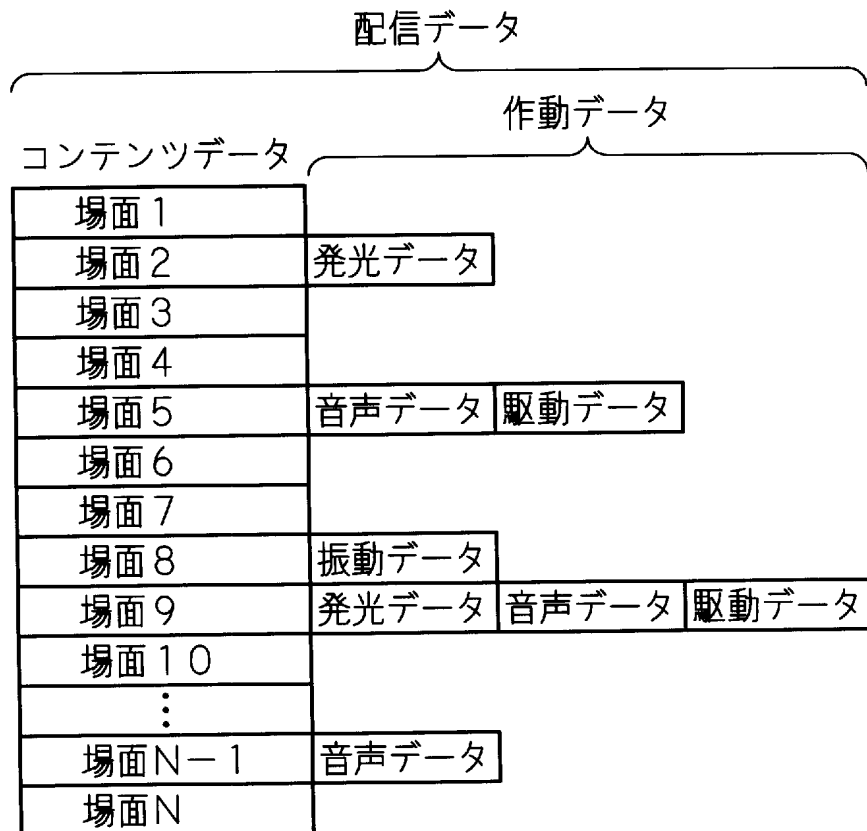 配信データ
作動データ
コンテンツデータ
場面1
場面2 発光データ
場面3
場面4
場面5 音声データ 駆動データ
場面6
場面7
場面8 振動データ
場面9 発光データ 音声データ 駆動データ
場面10
⋮
場面N－1 音声データ
場面N